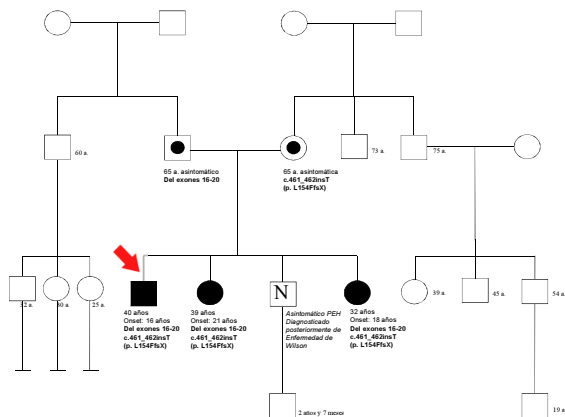 60 a.
65 a. asintomático
Del exones 16-20
65 a. asintomática
c.461_462insT
(p. L154FfsX)
73 a.
75 a.
32 a.
30 a.
25 a.
40 años
Onset: 16 años
Del exones 16-20
c.461_462insT
(p. L154FfsX)
39 años
Onset: 21 años
Del exones 16-20
c.461_462insT
(p. L154FfsX)
N
Asintomático PEH
Diagnosticado
posteriormente de
Enfermedad de
Wilson
32 años
Onset: 18 años
Del exones 16-20
c.461_462insT
(p. L154FfsX)
39 a.
45 a.
54 a.
2 años y 7 meses
19 a.